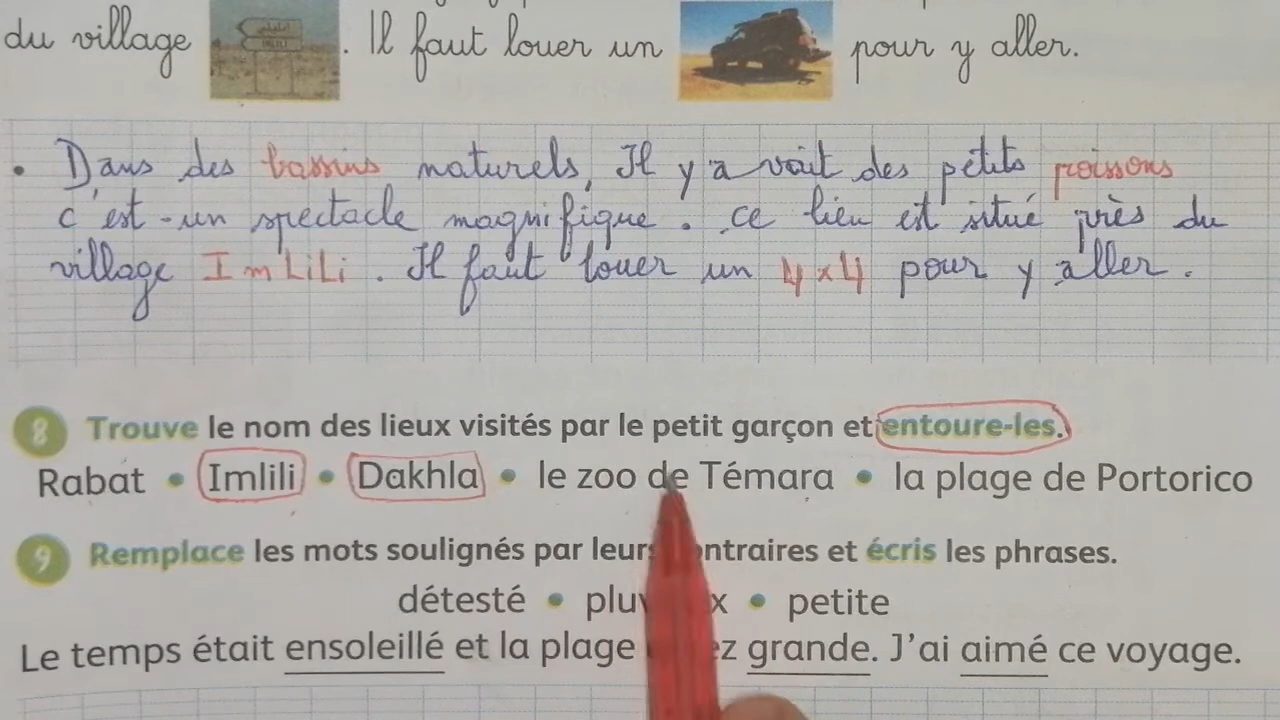 du village . Il faut louer un pour y aller.
• Dans des bassins naturels, Il y a vait des petits poissons
c'est-un spectacle magnifique. ce lieu est situé près du
village ImLiLi. Il faut louer un 4x4 pour y aller.
8 Trouve le nom des lieux visités par le petit garçon et entoure-les.
Rabat • Imlili • Dakhla • le zoo de Témara • la plage de Portorico
9 Remplace les mots soulignés par leurs contraires et écris les phrases.
détesté • • petite
Le temps était ensoleillé et la plage grande. J'ai aimé ce voyage.